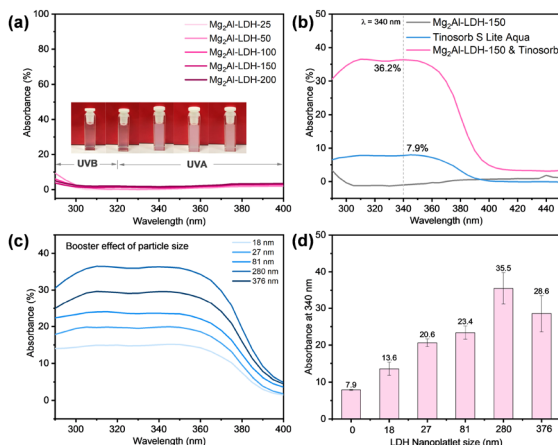 (a)
Mg₂Al-LDH-25
Mg₂Al-LDH-50
Mg₂Al-LDH-100
Mg₂Al-LDH-150
Mg₂Al-LDH-200
100
80
60
40
20
0
Absorbance (%)
UVB
UVA
300
320
340
360
380
400
Wavelength (nm)
(b)
λ = 340 nm
Mg₂Al-LDH-150
Tinosorb S Lite Aqua
Mg₂Al-LDH-150 & Tinosorb
50
40
30
20
10
0
Absorbance (%)
36.2%
7.9%
300
320
340
360
380
400
420
440
Wavelength (nm)
(c)
Booster effect of particle size
18 nm
27 nm
81 nm
280 nm
376 nm
50
40
30
20
10
0
Absorbance (%)
300
320
340
360
380
400
Wavelength (nm)
(d)
50
40
30
20
10
0
Absorbance at 340 nm
7.9
13.6
20.6
23.4
35.5
28.6
0
18
27
81
280
376
LDH Nanoplatlet size (nm)